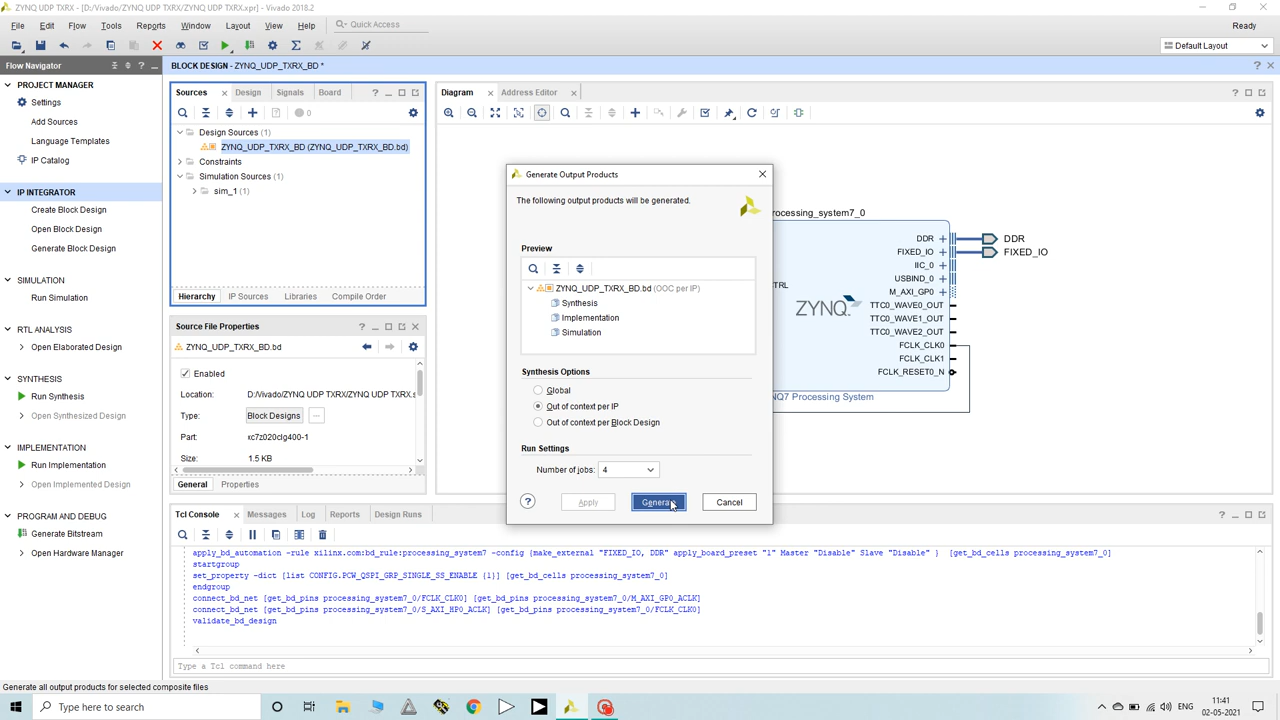 ZYNQ UDP TXRX - [D:/Vivado/ZYNQ UDP TXRX/ZYNQ UDP TXRX.xpr] - Vivado 2018.2
File Edit Flow Tools Reports Window Layout View Help Quick Access Ready
Default Layout
Flow Navigator
PROJECT MANAGER
Settings
Add Sources
Language Templates
IP Catalog
IP INTEGRATOR
Create Block Design
Open Block Design
Generate Block Design
SIMULATION
Run Simulation
RTL ANALYSIS
Open Elaborated Design
SYNTHESIS
Run Synthesis
Open Synthesized Design
IMPLEMENTATION
Run Implementation
Open Implemented Design
PROGRAM AND DEBUG
Generate Bitstream
Open Hardware Manager
BLOCK DESIGN - ZYNQ_UDP_TXRX_BD *
Sources Design Signals Board
0
Design Sources (1)
ZYNQ_UDP_TXRX_BD (ZYNQ_UDP_TXRX_BD.bd)
Constraints
Simulation Sources (1)
sim_1 (1)
Hierarchy IP Sources Libraries Compile Order
Source File Properties
ZYNQ_UDP_TXRX_BD.bd
Enabled
Location: D:/Vivado/ZYNQ UDP TXRX/ZYNQ UDP TXRX.s
Type: Block Designs
Part: xc7z020clg400-1
Size: 1.5 KB
General Properties
Diagram Address Editor
rocessing_system7_0
DDR
FIXED_IO
IIC_0
USBIND_0
M_AXI_GP0
TTC0_WAVE0_OUT
TTC0_WAVE1_OUT
TTC0_WAVE2_OUT
FCLK_CLK0
FCLK_CLK1
FCLK_RESET0_N
TRL
ZYNQ
DDR
FIXED_IO
NQ7 Processing System
Generate Output Products
The following output products will be generated.
Preview
ZYNQ_UDP_TXRX_BD.bd (OOC per IP)
Synthesis
Implementation
Simulation
Synthesis Options
Global
Out of context per IP
Out of context per Block Design
Run Settings
Number of jobs: 4
Apply Generate Cancel
Tcl Console Messages Log Reports Design Runs
apply_bd_automation -rule xilinx.com:bd_rule:processing_system7 -config {make_external "FIXED_IO, DDR" apply_board_preset "1" Master "Disable" Slave "Disable" } [get_bd_cells processing_system7_0]
startgroup
set_property -dict [list CONFIG.PCW_QSPI_GRP_SINGLE_SS_ENABLE {1}] [get_bd_cells processing_system7_0]
endgroup
connect_bd_net [get_bd_pins processing_system7_0/FCLK_CLK0] [get_bd_pins processing_system7_0/M_AXI_GP0_ACLK]
connect_bd_net [get_bd_pins processing_system7_0/S_AXI_HP0_ACLK] [get_bd_pins processing_system7_0/FCLK_CLK0]
validate_bd_design
Type a Tcl command here
Generate all output products for selected composite files
Type here to search
11:41
02-05-2021